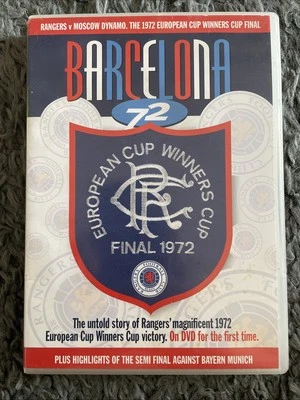 RANGERS v MOSCOW DYNAMO. THE 1972 EUROPEAN CUP WINNERS CUP FINAL
BARCELONA
72
EUROPEAN CUP WINNERS CUP
RFC
FINAL 1972
The untold story of Rangers' magnificent 1972
European Cup Winners Cup victory. On DVD for the first time.
PLUS HIGHLIGHTS OF THE SEMI FINAL AGAINST BAYERN MUNICH